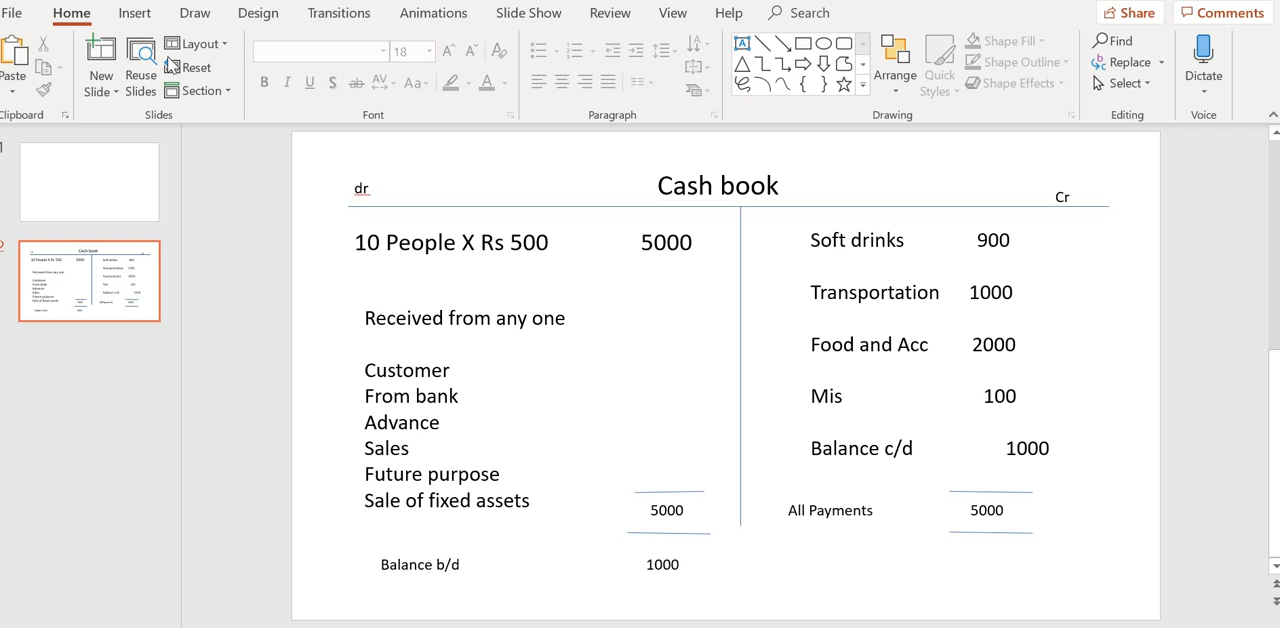 File Home Insert Draw Design Transitions Animations Slide Show Review View Help Search Share Comments
Paste
New Slide
Reuse Slides
Layout
Reset
Section
18
B I U S ab AV Aa A
Find
Replace
Select
Arrange
Quick Styles
Shape Fill
Shape Outline
Shape Effects
Dictate
Clipboard Slides Font Paragraph Drawing Editing Voice
1
2
dr Cash book Cr
10 People X Rs 500 5000 Soft drinks 900
Transportation 1000
Received from any one
Food and Acc 2000
Customer
From bank Mis 100
Advance
Sales Balance c/d 1000
Future purpose
Sale of fixed assets
5000 All Payments 5000
Balance b/d 1000